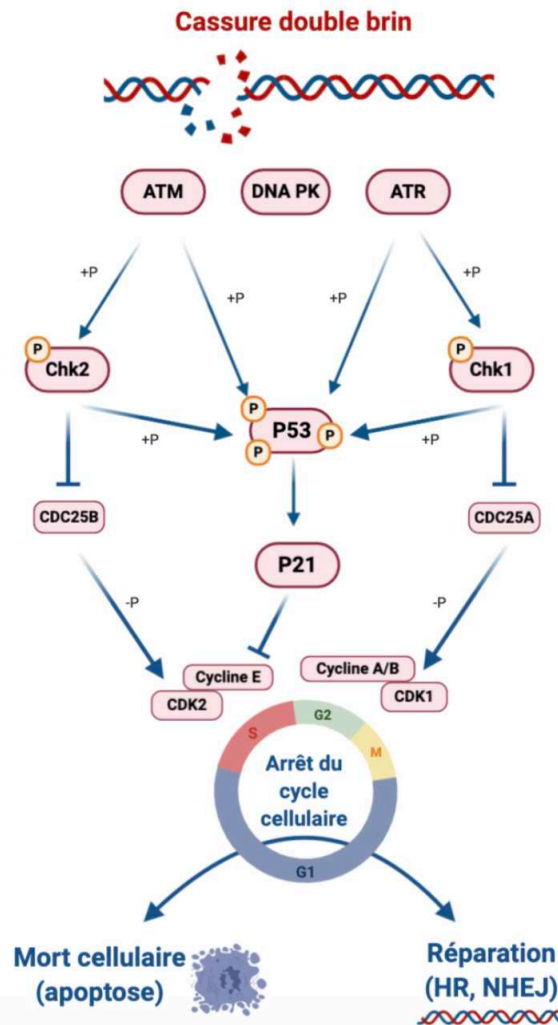 Cassure double brin
ATM
DNA PK
ATR
+P
+P
+P
+P
P
Chk2
P
Chk1
P
P53
P
P
+P
+P
CDC25B
CDC25A
P21
-P
-P
Cycline E
CDK2
Cycline A/B
CDK1
S
G2
M
Arrêt du
cycle
cellulaire
G1
Mort cellulaire
(apoptose)
Réparation
(HR, NHEJ)